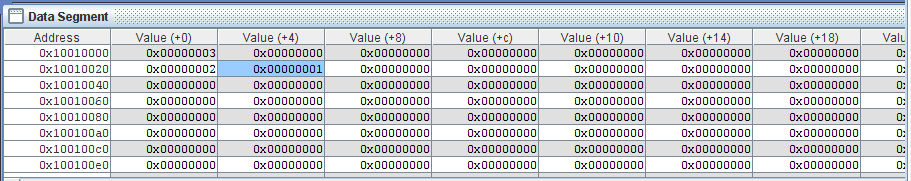 Data Segment
Address Value (+0) Value (+4) Value (+8) Value (+c) Value (+10) Value (+14) Value (+18)
0x10010000 0x00000003 0x00000000 0x00000000 0x00000000 0x00000000 0x00000000 0x00000000
0x10010020 0x00000002 0x00000001 0x00000000 0x00000000 0x00000000 0x00000000 0x00000000
0x10010040 0x00000000 0x00000000 0x00000000 0x00000000 0x00000000 0x00000000 0x00000000
0x10010060 0x00000000 0x00000000 0x00000000 0x00000000 0x00000000 0x00000000 0x00000000
0x10010080 0x00000000 0x00000000 0x00000000 0x00000000 0x00000000 0x00000000 0x00000000
0x100100a0 0x00000000 0x00000000 0x00000000 0x00000000 0x00000000 0x00000000 0x00000000
0x100100c0 0x00000000 0x00000000 0x00000000 0x00000000 0x00000000 0x00000000 0x00000000
0x100100e0 0x00000000 0x00000000 0x00000000 0x00000000 0x00000000 0x00000000 0x00000000